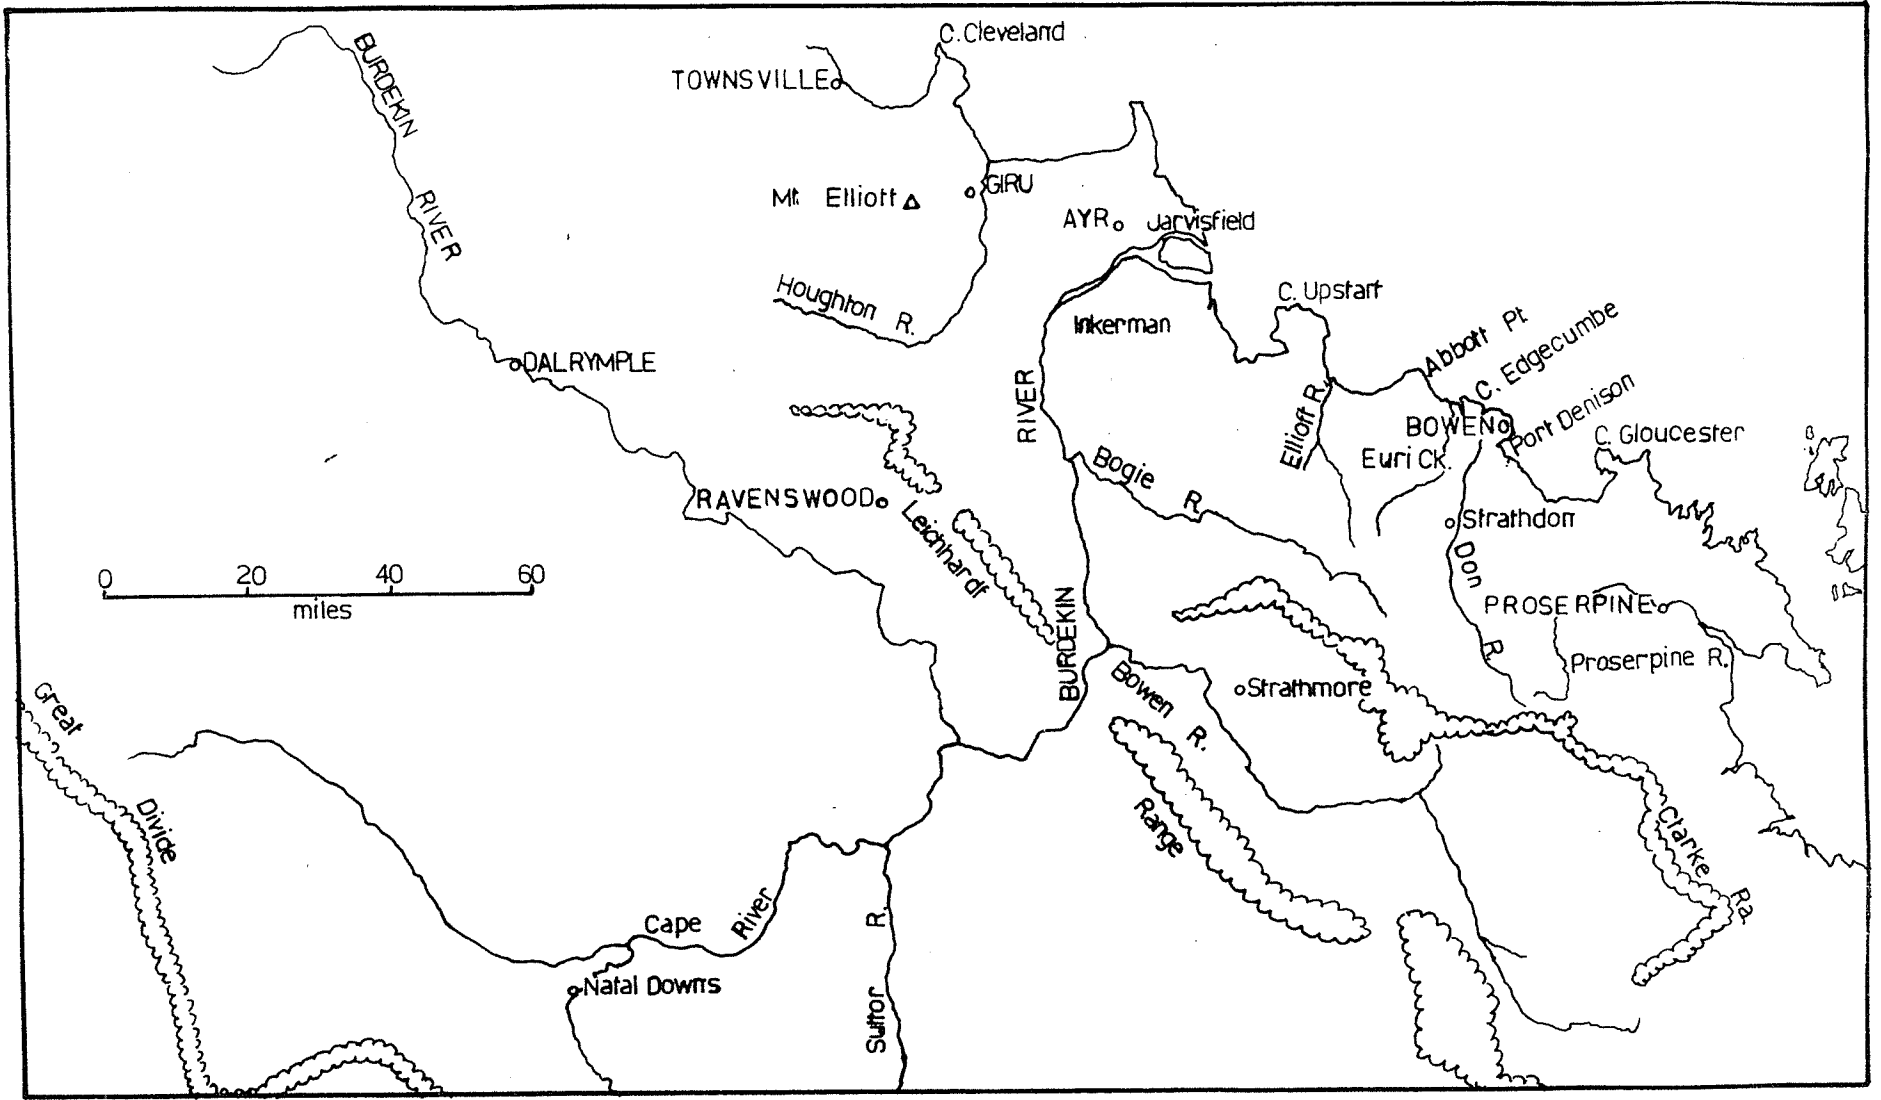 C. Cleveland
BURDEKIN
TOWNSVILLE
GIRU
Mt. Elliott
RIVER
AYR
Jarvisfield
Houghton R.
C. Upstart
Inkerman
Abbott Pt
C. Edgecumbe
DALRYMPLE
RIVER
Elliott R.
BOWEN
Port Denison
C. Gloucester
Euri Ck.
Bogie R.
RAVENSWOOD
Leichhardt
Strathdon
Don R.
0 20 40 60
miles
PROSERPINE
BURDEKIN
Proserpine R.
Bowen R.
Strathmore
Great
Divide
Range
Clarke Ra.
Cape River
R.
Natal Downs
Suttor